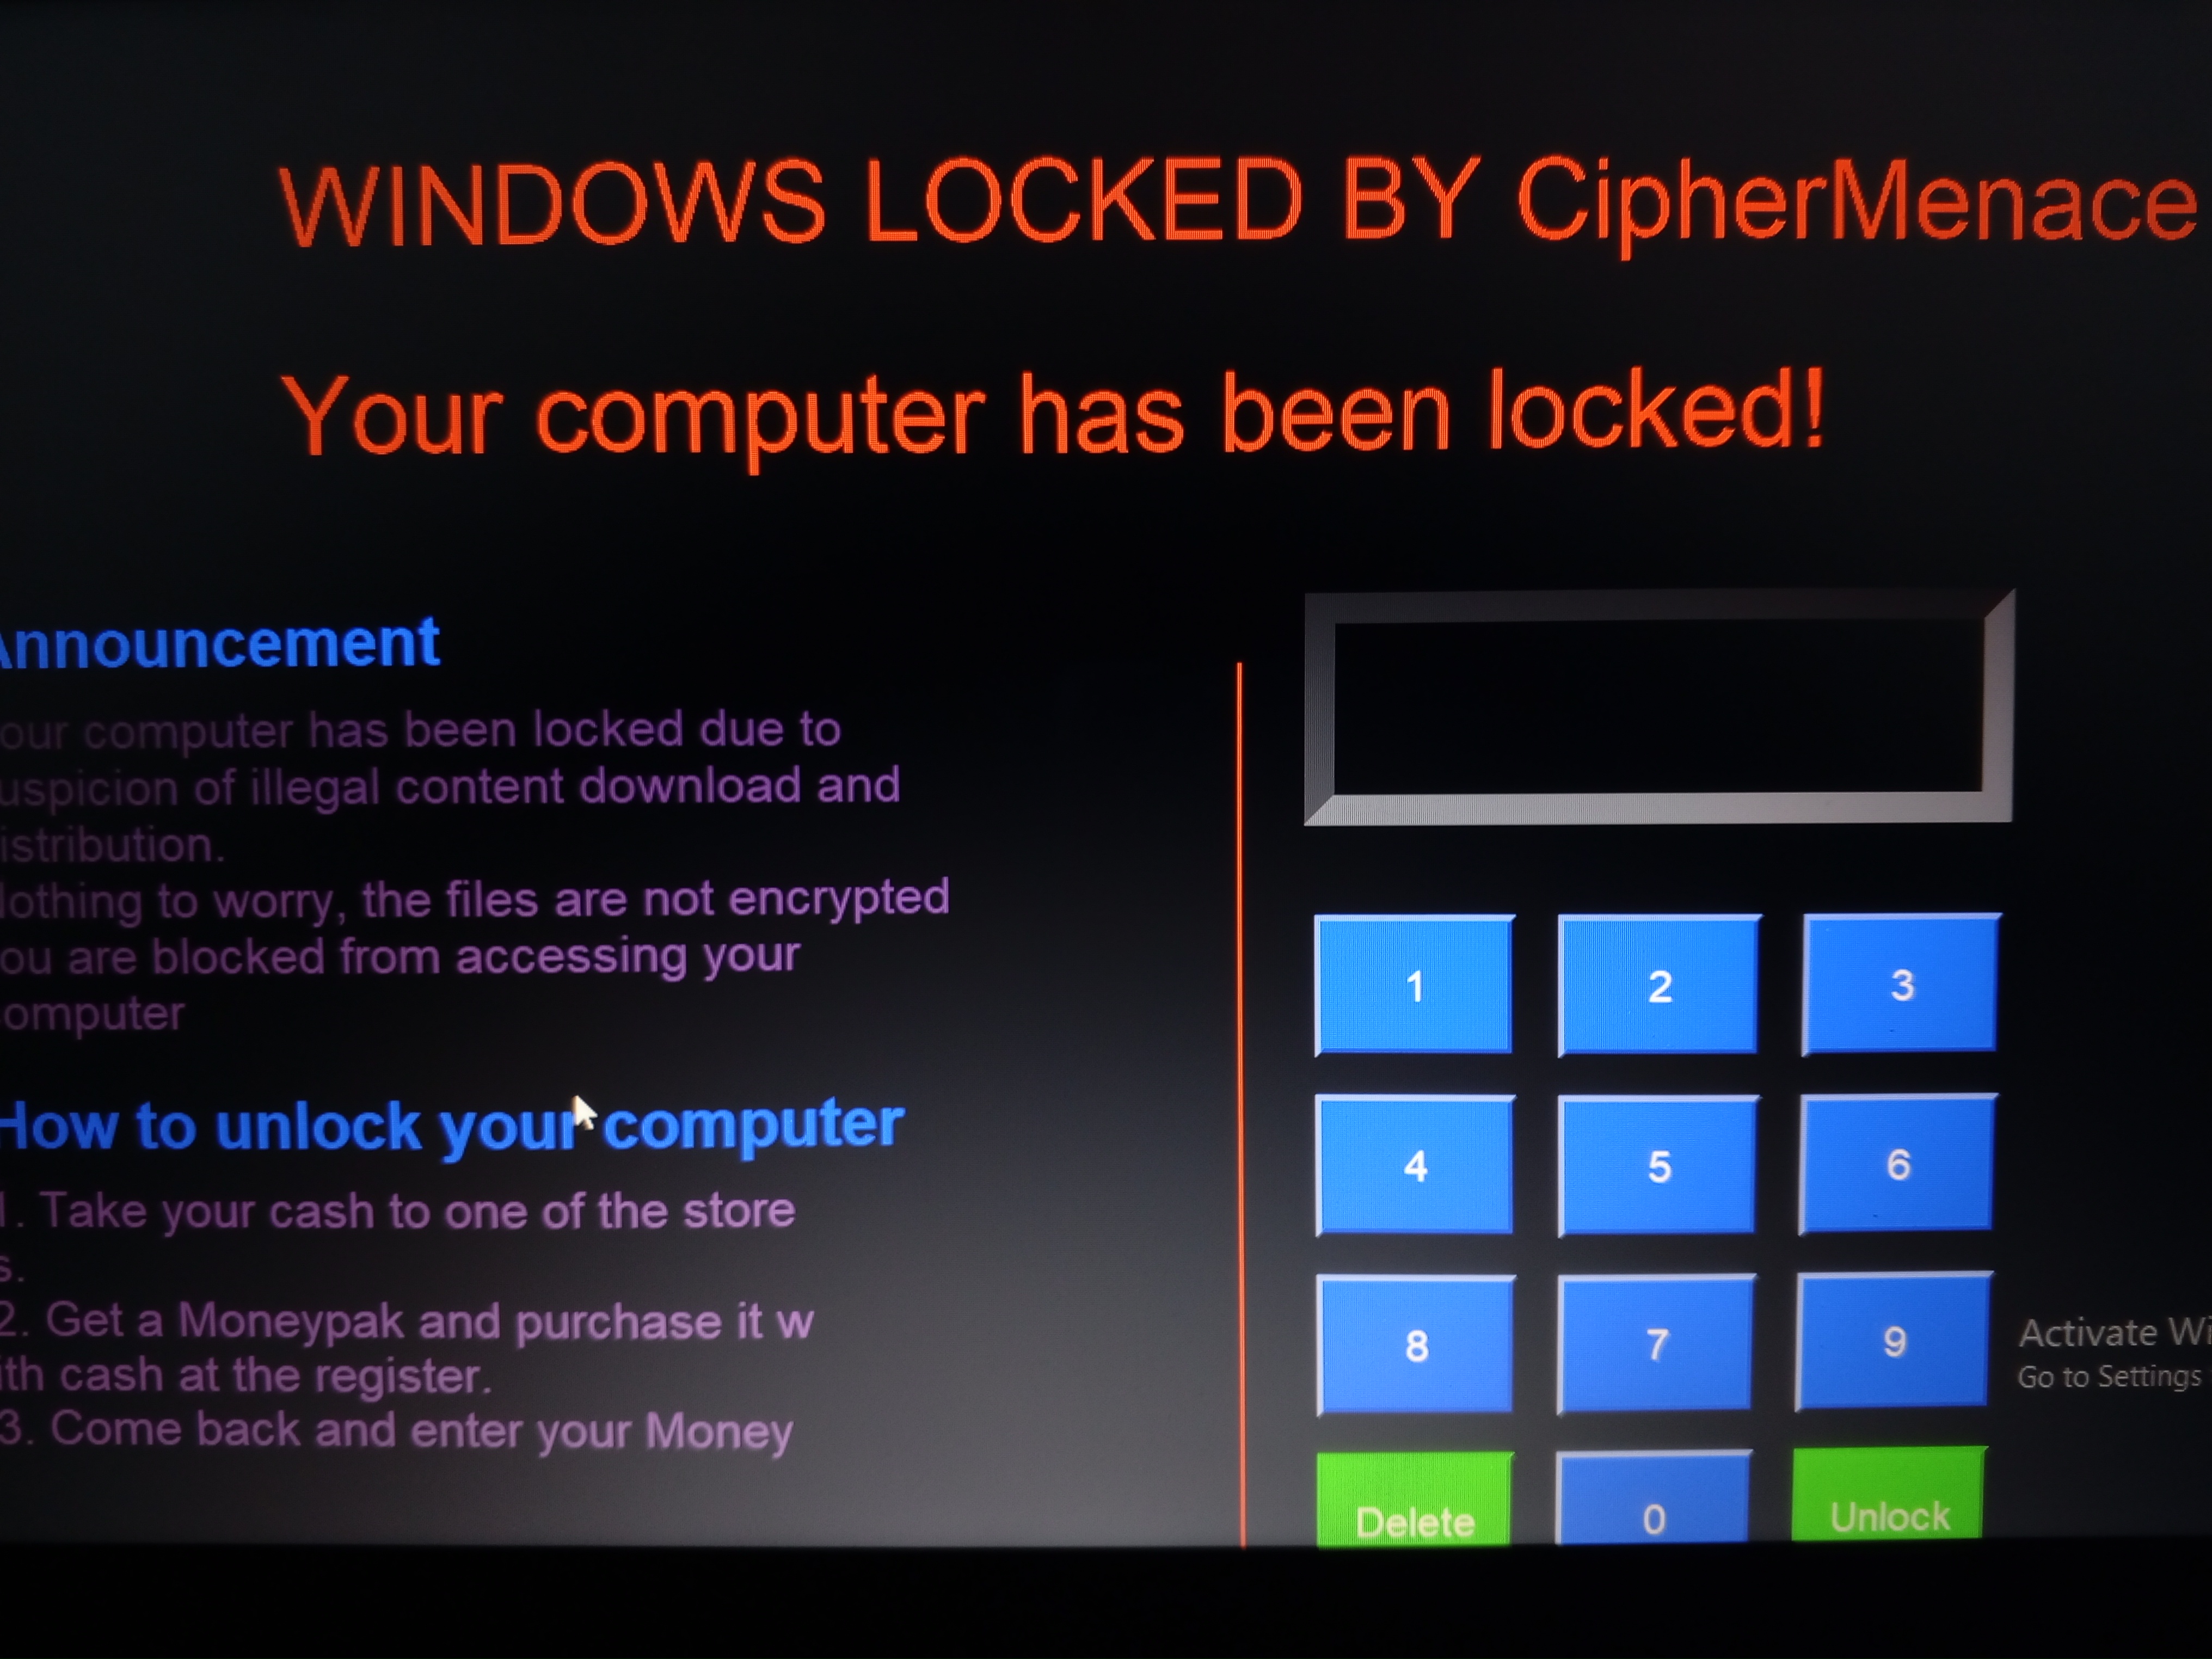 WINDOWS LOCKED BY CipherMenace
Your computer has been locked!
Announcement
our computer has been locked due to
uspicion of illegal content download and
istribution.
lothing to worry, the files are not encrypted
ou are blocked from accessing your
omputer
How to unlock your computer
1. Take your cash to one of the store
s.
2. Get a Moneypak and purchase it w
ith cash at the register.
3. Come back and enter your Money
1 2 3
4 5 6
8 7 9
Delete 0 Unlock
Activate Wi
Go to Settings